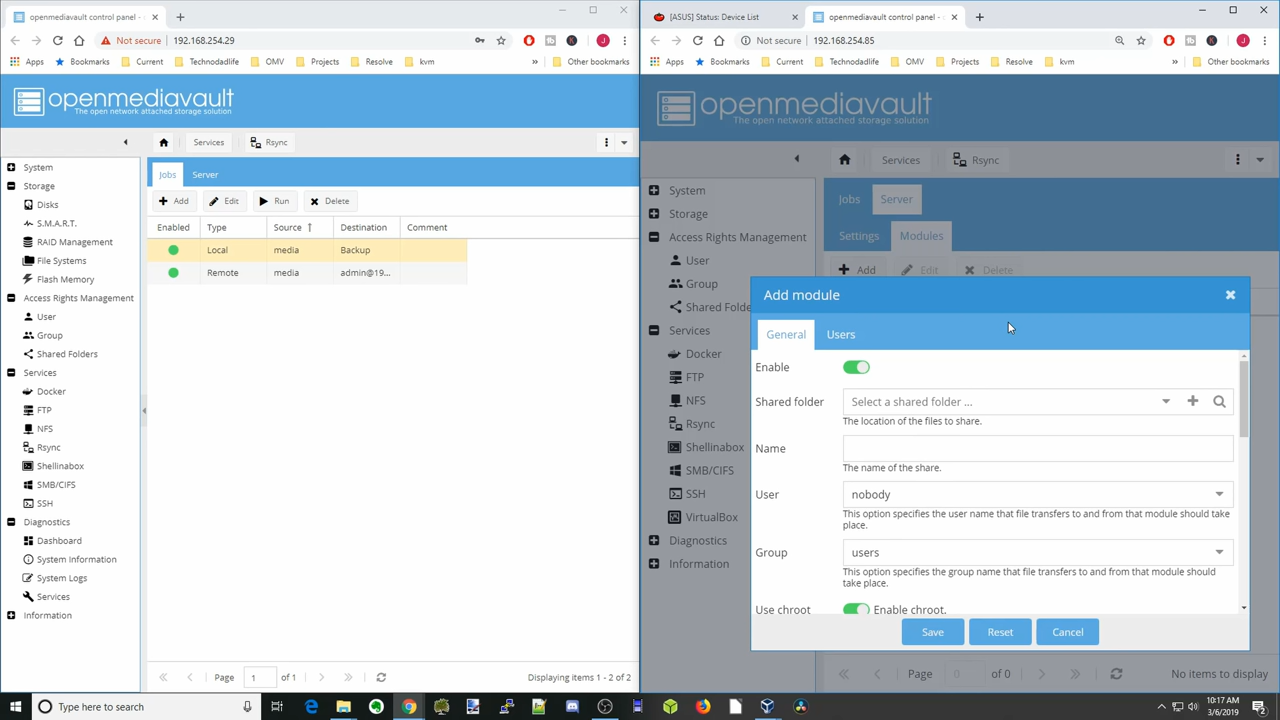 openmediavault control panel -
Not secure
192.168.254.29
Apps
Bookmarks
Current
Technodadlife
OMV
Projects
Resolve
kvm
Other bookmarks
openmediavault
The open network attached storage solution
Services
Rsync
System
Storage
Disks
S.M.A.R.T.
RAID Management
File Systems
Flash Memory
Access Rights Management
User
Group
Shared Folders
Services
Docker
FTP
NFS
Rsync
Shellinabox
SMB/CIFS
SSH
Diagnostics
Dashboard
System Information
System Logs
Services
Information
Jobs
Server
Add
Edit
Run
Delete
Enabled
Type
Source
Destination
Comment
Local
media
Backup
Remote
media
admin@19...
Page
1
of 1
Displaying items 1 - 2 of 2
[ASUS] Status: Device List
openmediavault control panel -
Not secure
192.168.254.85
Apps
Bookmarks
Current
Technodadlife
OMV
Projects
Resolve
kvm
Other bookmarks
openmediavault
The open network attached storage solution
Services
Rsync
System
Storage
Access Rights Management
User
Group
Shared Folde
Services
Docker
FTP
NFS
Rsync
Shellinabox
SMB/CIFS
SSH
VirtualBox
Diagnostics
Information
Jobs
Server
Settings
Modules
Add
Edit
Delete
Add module
General
Users
Enable
Shared folder
Select a shared folder ...
The location of the files to share.
Name
The name of the share.
User
nobody
This option specifies the user name that file transfers to and from that module should take
place.
Group
users
This option specifies the group name that file transfers to and from that module should
take place.
Use chroot
Enable chroot.
Save
Reset
Cancel
Page
0
of 0
No items to display
Type here to search
10:17 AM
3/6/2019